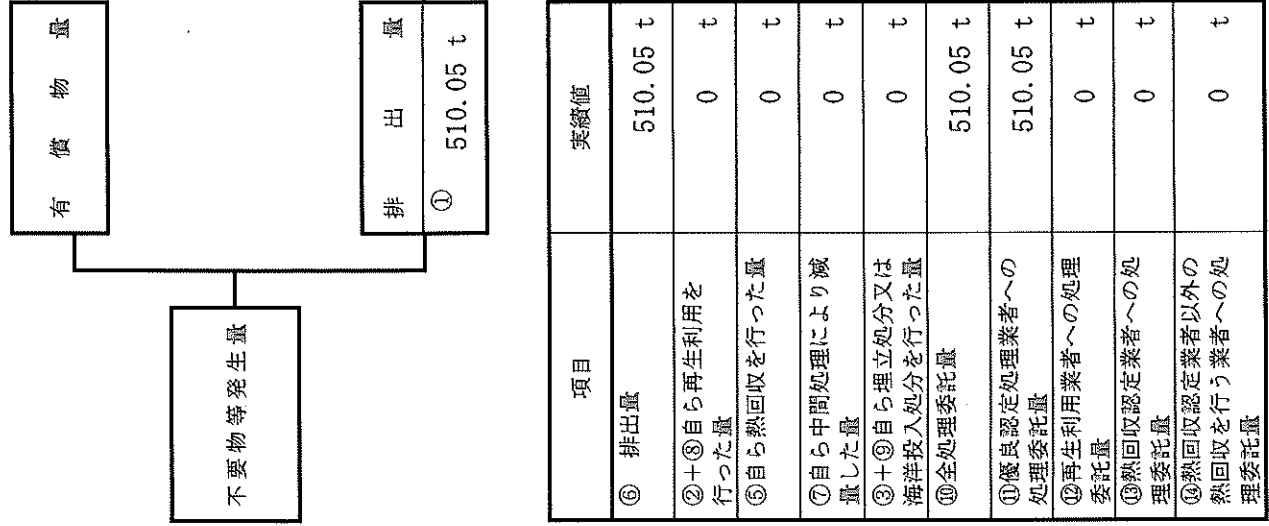 不要物等発生量
有償物量
排出量
① 510.05 t
項目 実績値
⑥ 排出量 510.05 t
②+⑧自ら再生利用を
行った量 0 t
⑤自ら熱回収を行った量 0 t
⑦自ら中間処理により減
量した量 0 t
③+⑨自ら埋立処分又は
海洋投入処分を行った量 0 t
⑩全処理委託量 510.05 t
⑪優良認定処理業者への
処理委託量 510.05 t
⑫再生利用業者への処理
委託量 0 t
⑬熱回収認定業者への処
理委託量 0 t
⑭熱回収認定業者以外の
熱回収を行う業者への処
理委託量 0 t